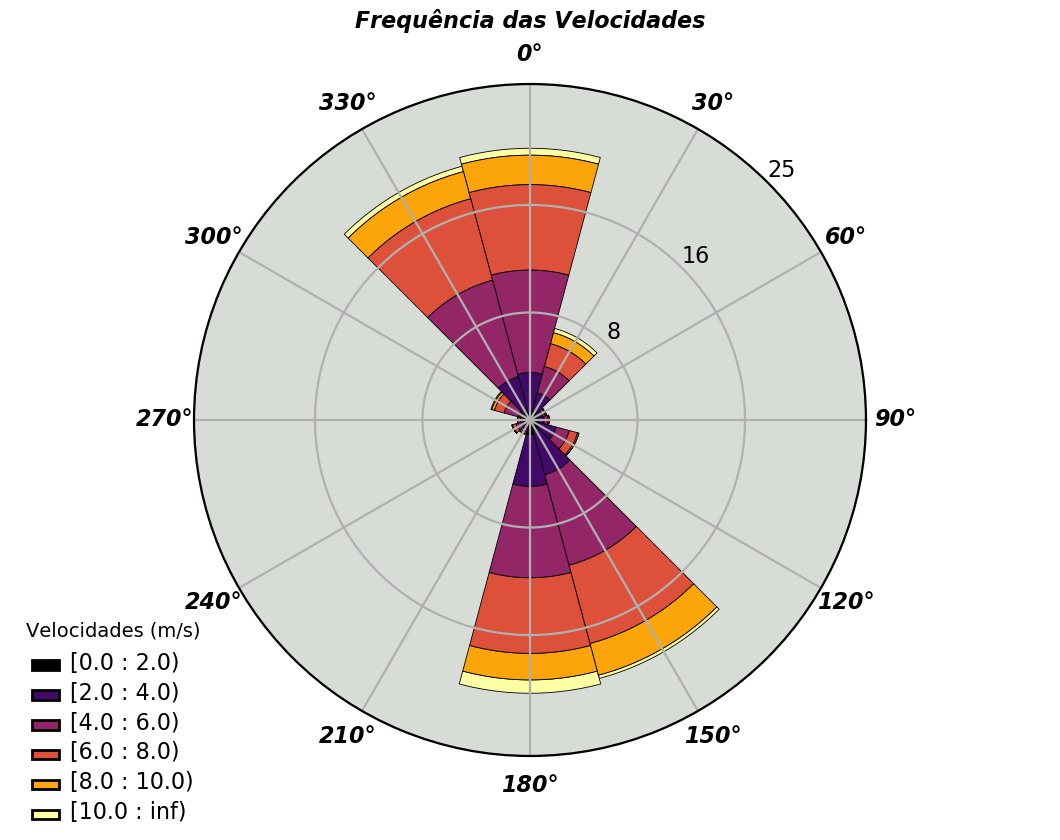 Frequência das Velocidades
0°
330°
30°
25
300°
60°
16
8
270°
90°
240°
120°
210°
150°
180°
Velocidades (m/s)
[0.0 : 2.0)
[2.0 : 4.0)
[4.0 : 6.0)
[6.0 : 8.0)
[8.0 : 10.0)
[10.0 : inf)